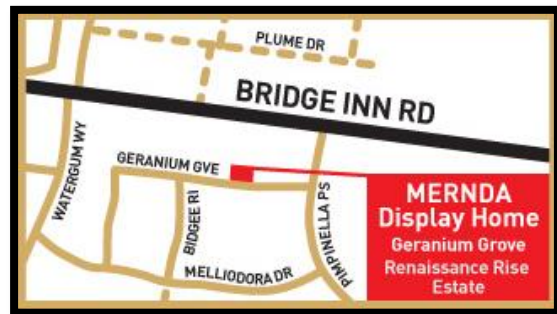 PLUME DR
BRIDGE INN RD
WATERGUM WY
GERANIUM GVE
BIDGEE RI
MELLIODORA DR
PIMPINELLA PS
MERNDA
Display Home
Geranium Grove
Renaissance Rise
Estate